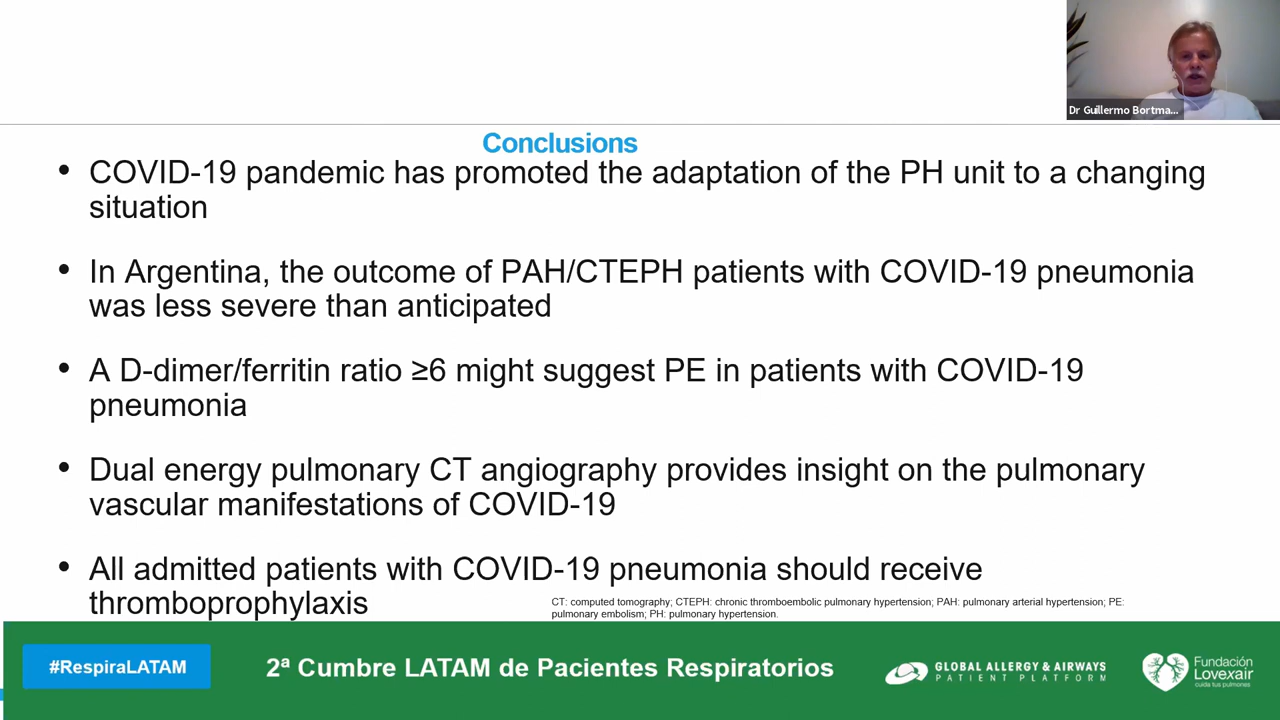 Dr Guillermo Bortma...
Conclusions
• COVID-19 pandemic has promoted the adaptation of the PH unit to a changing
situation
• In Argentina, the outcome of PAH/CTEPH patients with COVID-19 pneumonia
was less severe than anticipated
• A D-dimer/ferritin ratio ≥6 might suggest PE in patients with COVID-19
pneumonia
• Dual energy pulmonary CT angiography provides insight on the pulmonary
vascular manifestations of COVID-19
• All admitted patients with COVID-19 pneumonia should receive
thromboprophylaxis
CT: computed tomography; CTEPH: chronic thromboembolic pulmonary hypertension; PAH: pulmonary arterial hypertension; PE:
pulmonary embolism; PH: pulmonary hypertension.
#RespiraLATAM
2ª Cumbre LATAM de Pacientes Respiratorios
GLOBAL ALLERGY & AIRWAYS
PATIENT PLATFORM
Fundación
Lovexair
cuida tus pulmones